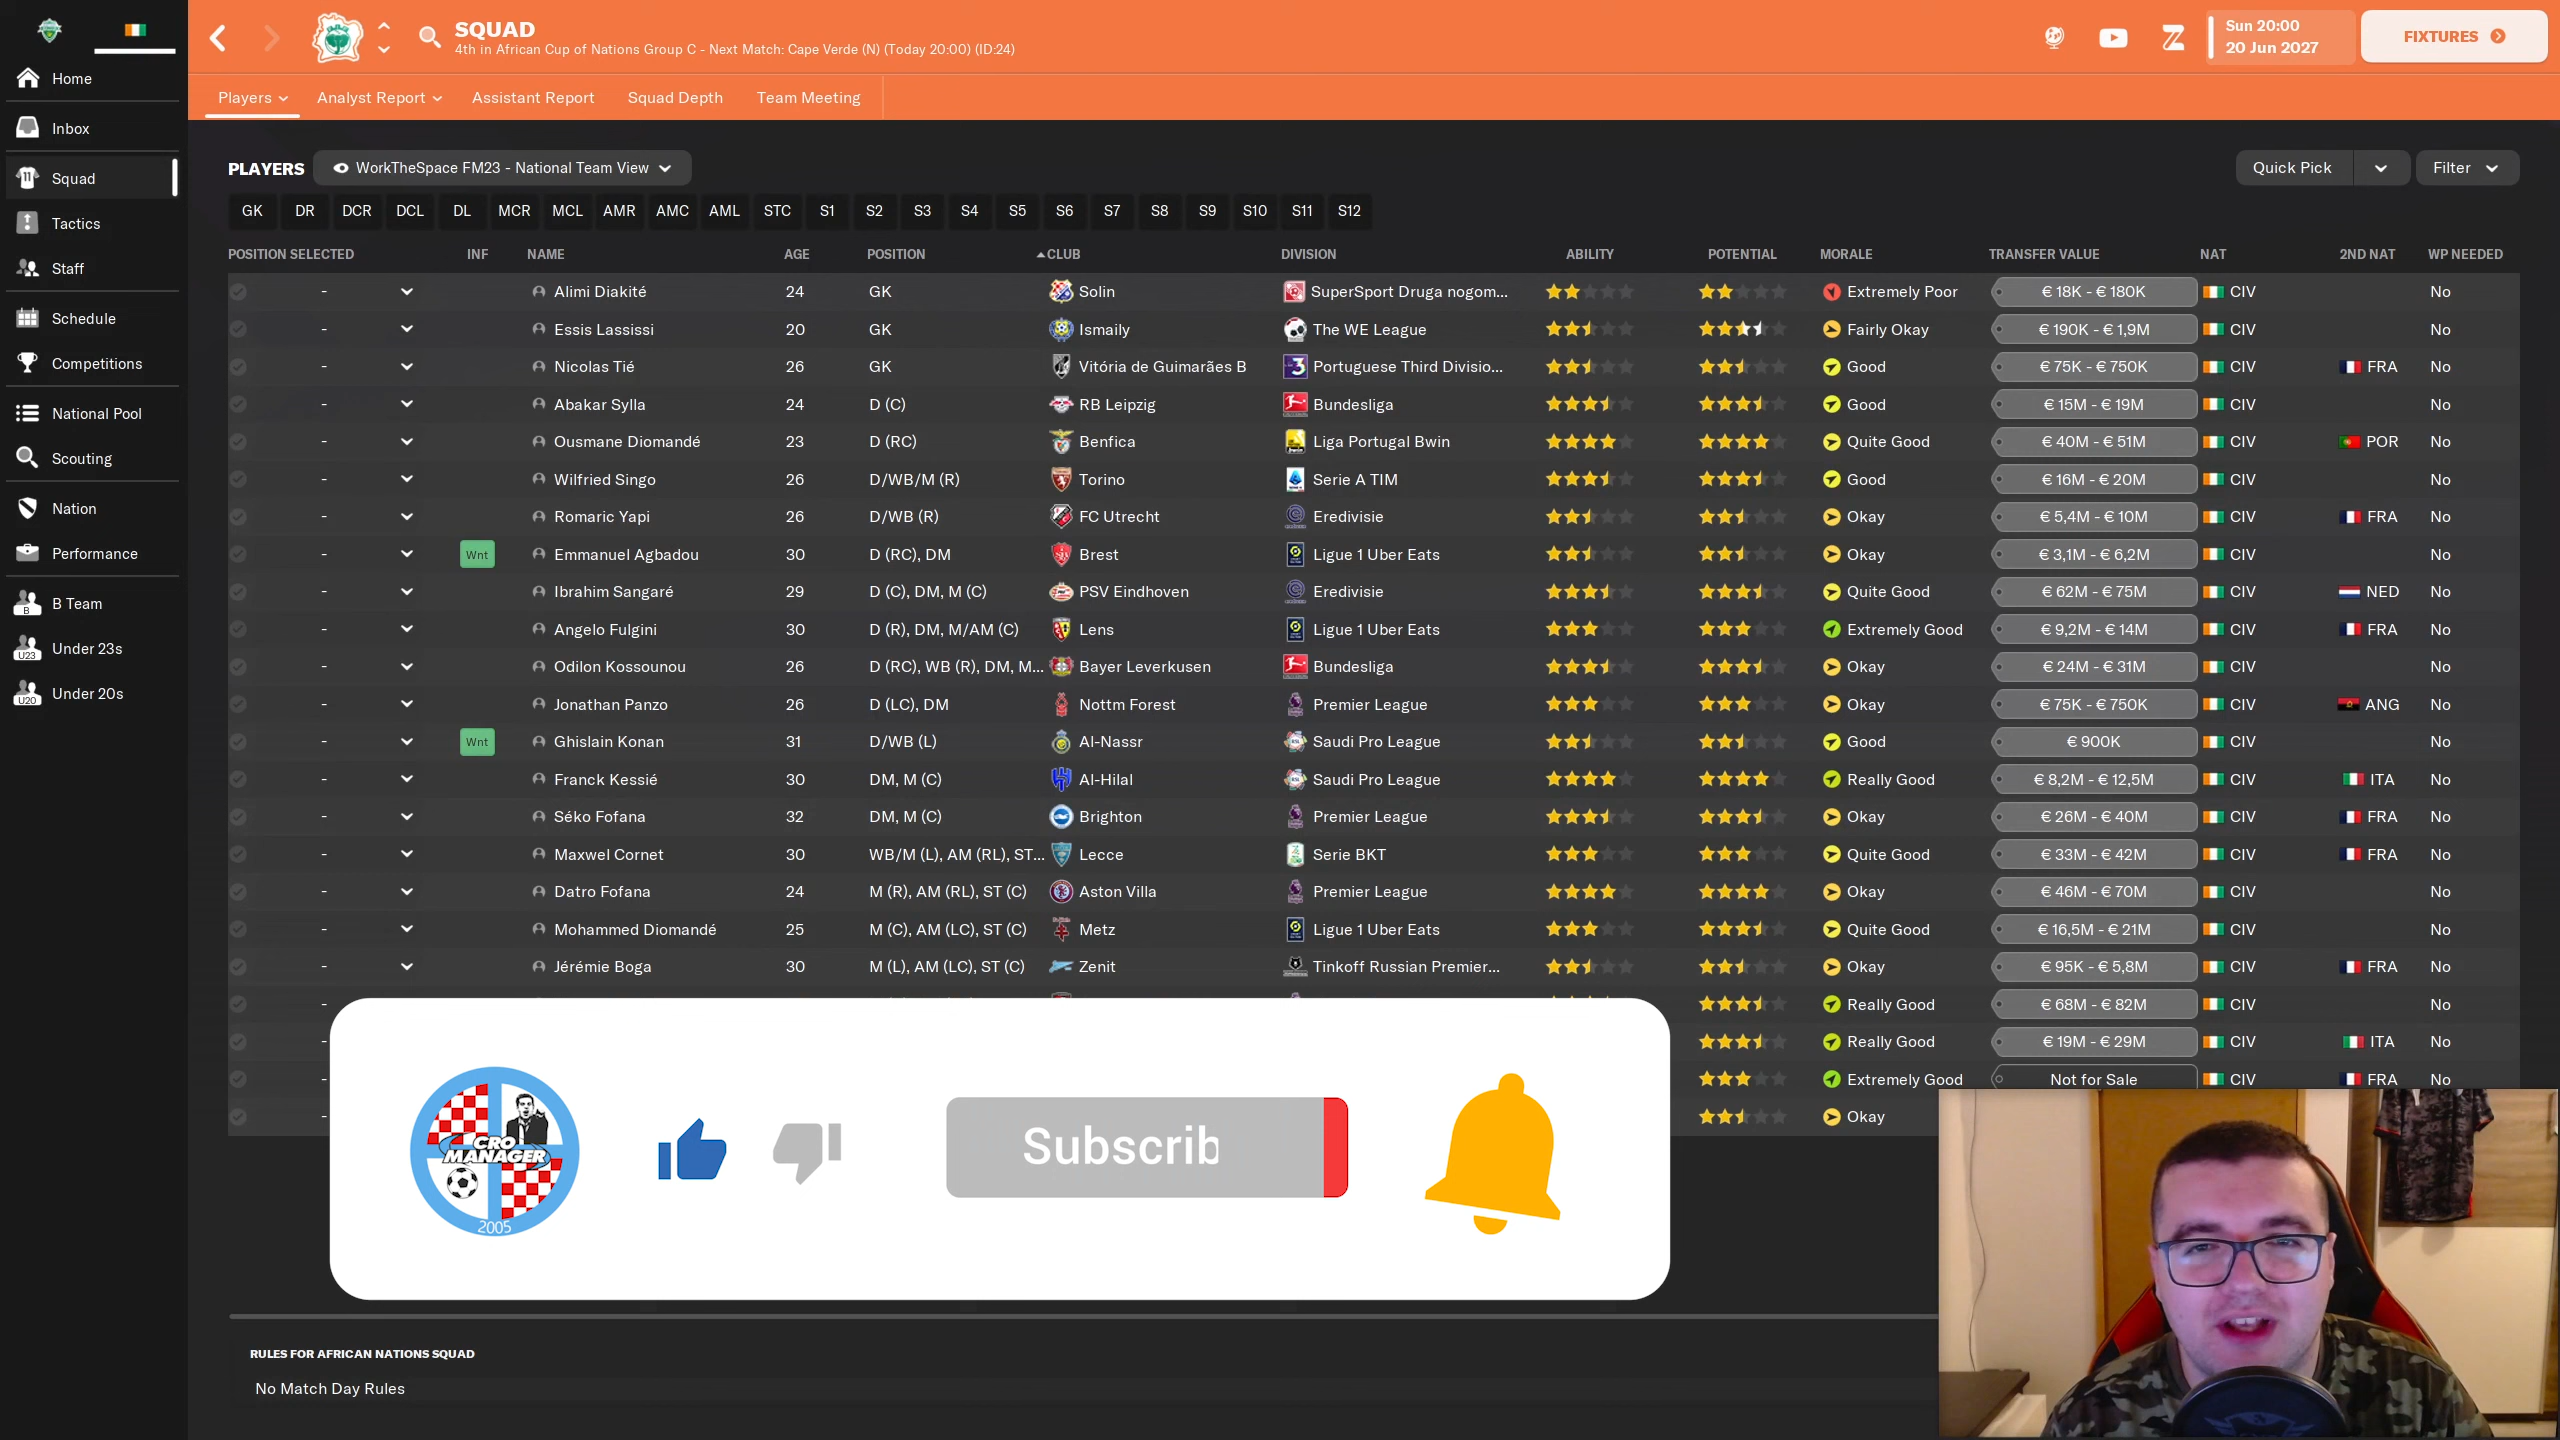 SQUAD
4th in African Cup of Nations Group C - Next Match: Cape Verde (N) (Today 20:00) (ID:24)
Sun 20:00
20 Jun 2027
FIXTURES
Home
Inbox
Squad
Tactics
Staff
Schedule
Competitions
National Pool
Scouting
Nation
Performance
B Team
U23 Under 23s
U20 Under 20s
Players Analyst Report Assistant Report Squad Depth Team Meeting
PLAYERS WorkTheSpace FM23 - National Team View Quick Pick Filter
GK DR DCR DCL DL MCR MCL AMR AMC AML STC S1 S2 S3 S4 S5 S6 S7 S8 S9 S10 S11 S12
POSITION SELECTED INF NAME AGE POSITION CLUB DIVISION ABILITY POTENTIAL MORALE TRANSFER VALUE NAT 2ND NAT WP NEEDED
- Alimi Diakité 24 GK Solin SuperSport Druga nogom... Extremely Poor € 18K - € 180K CIV No
- Essis Lassissi 20 GK Ismaily The WE League Fairly Okay € 190K - € 1,9M CIV No
- Nicolas Tié 26 GK Vitória de Guimarães B Portuguese Third Divisio... Good € 75K - € 750K CIV FRA No
- Abakar Sylla 24 D (C) RB Leipzig Bundesliga Good € 15M - € 19M CIV No
- Ousmane Diomandé 23 D (RC) Benfica Liga Portugal Bwin Quite Good € 40M - € 51M CIV POR No
- Wilfried Singo 26 D/WB/M (R) Torino Serie A TIM Good € 16M - € 20M CIV No
- Romaric Yapi 26 D/WB (R) FC Utrecht Eredivisie Okay € 5,4M - € 10M CIV FRA No
- Wnt Emmanuel Agbadou 30 D (RC), DM Brest Ligue 1 Uber Eats Okay € 3,1M - € 6,2M CIV No
- Ibrahim Sangaré 29 D (C), DM, M (C) PSV Eindhoven Eredivisie Quite Good € 62M - € 75M CIV NED No
- Angelo Fulgini 30 D (R), DM, M/AM (C) Lens Ligue 1 Uber Eats Extremely Good € 9,2M - € 14M CIV FRA No
- Odilon Kossounou 26 D (RC), WB (R), DM, M... Bayer Leverkusen Bundesliga Okay € 24M - € 31M CIV No
- Jonathan Panzo 26 D (LC), DM Nottm Forest Premier League Okay € 75K - € 750K CIV ANG No
- Wnt Ghislain Konan 31 D/WB (L) Al-Nassr Saudi Pro League Good € 900K CIV No
- Franck Kessié 30 DM, M (C) Al-Hilal Saudi Pro League Really Good € 8,2M - € 12,5M CIV ITA No
- Séko Fofana 32 DM, M (C) Brighton Premier League Okay € 26M - € 40M CIV FRA No
- Maxwel Cornet 30 WB/M (L), AM (RL), ST... Lecce Serie BKT Quite Good € 33M - € 42M CIV FRA No
- Datro Fofana 24 M (R), AM (RL), ST (C) Aston Villa Premier League Okay € 46M - € 70M CIV No
- Mohammed Diomandé 25 M (C), AM (LC), ST (C) Metz Ligue 1 Uber Eats Quite Good € 16,5M - € 21M CIV No
- Jérémie Boga 30 M (L), AM (LC), ST (C) Zenit Tinkoff Russian Premier... Okay € 95K - € 5,8M CIV FRA No
- Really Good € 68M - € 82M CIV No
- Really Good € 19M - € 29M CIV ITA No
- Extremely Good Not for Sale CIV FRA No
- Okay
CRO
MANAGER
2005
Subscrib
RULES FOR AFRICAN NATIONS SQUAD
No Match Day Rules